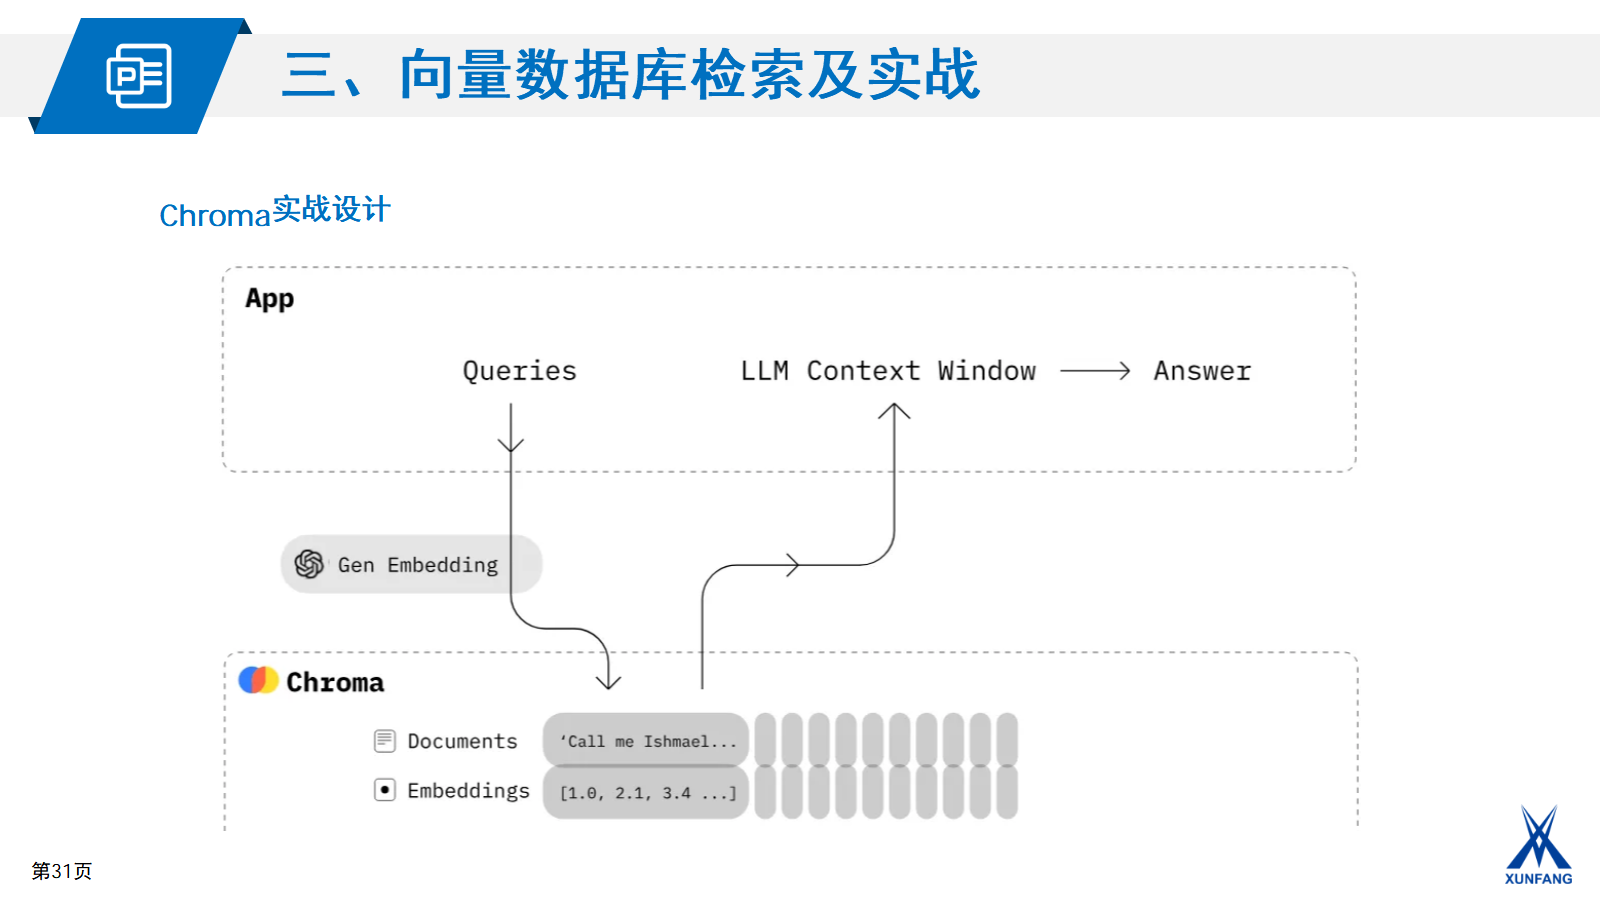 三、向量数据库检索及实战
Chroma实战设计
App
Queries
LLM Context Window
Answer
Gen Embedding
Chroma
Documents
‘Call me Ishmael...
Embeddings
[1.0, 2.1, 3.4 ...]
第31页
XUNFANG